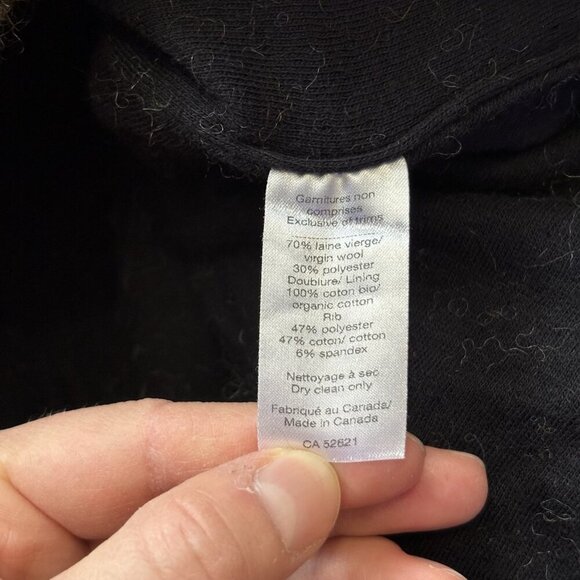 Garnitures non
comprises
Exclusive of trims
70% laine vierge/
virgin wool
30% polyester
Doublure/ Lining
100% coton bio/
organic cotton
Rib
47% polyester
47% coton/ cotton
6% spandex
Nettoyage à sec
Dry clean only
Fabriqué au Canada/
Made in Canada
CA 52621